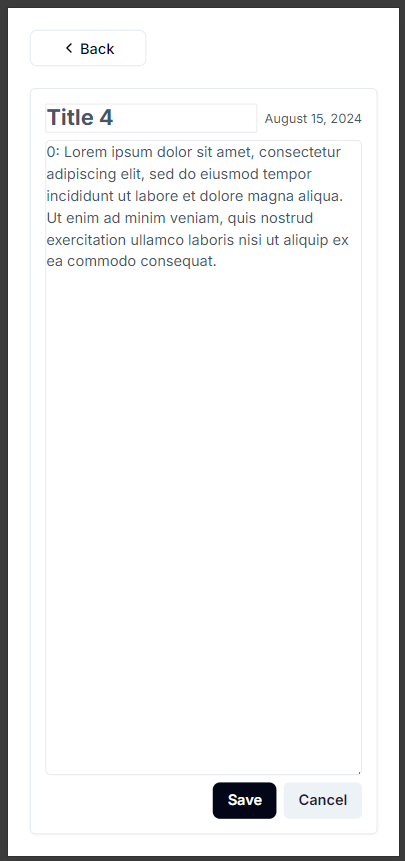 Back
Title 4
August 15, 2024
0: Lorem ipsum dolor sit amet, consectetur
adipiscing elit, sed do eiusmod tempor
incididunt ut labore et dolore magna aliqua.
Ut enim ad minim veniam, quis nostrud
exercitation ullamco laboris nisi ut aliquip ex
ea commodo consequat.
Save
Cancel